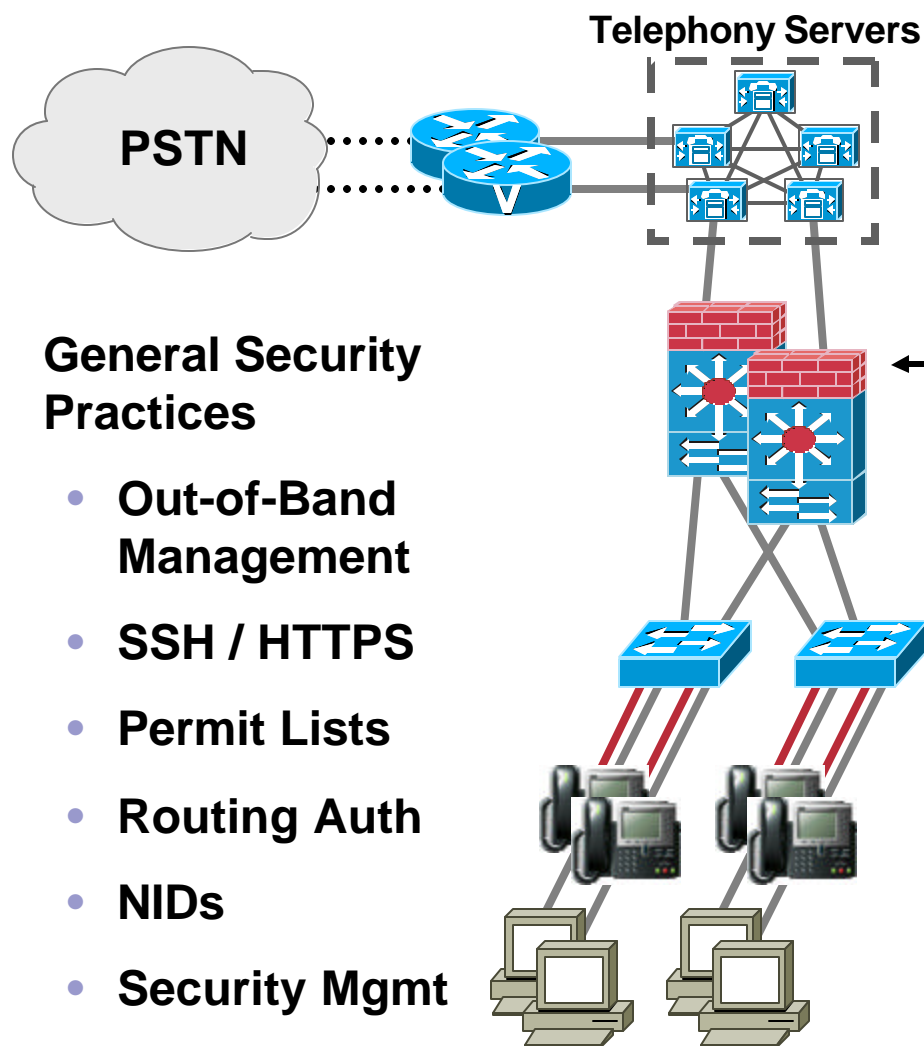 Telephony Servers
PSTN
V
General Security
Practices
• Out-of-Band
Management
• SSH / HTTPS
• Permit Lists
• Routing Auth
• NIDs
• Security Mgmt